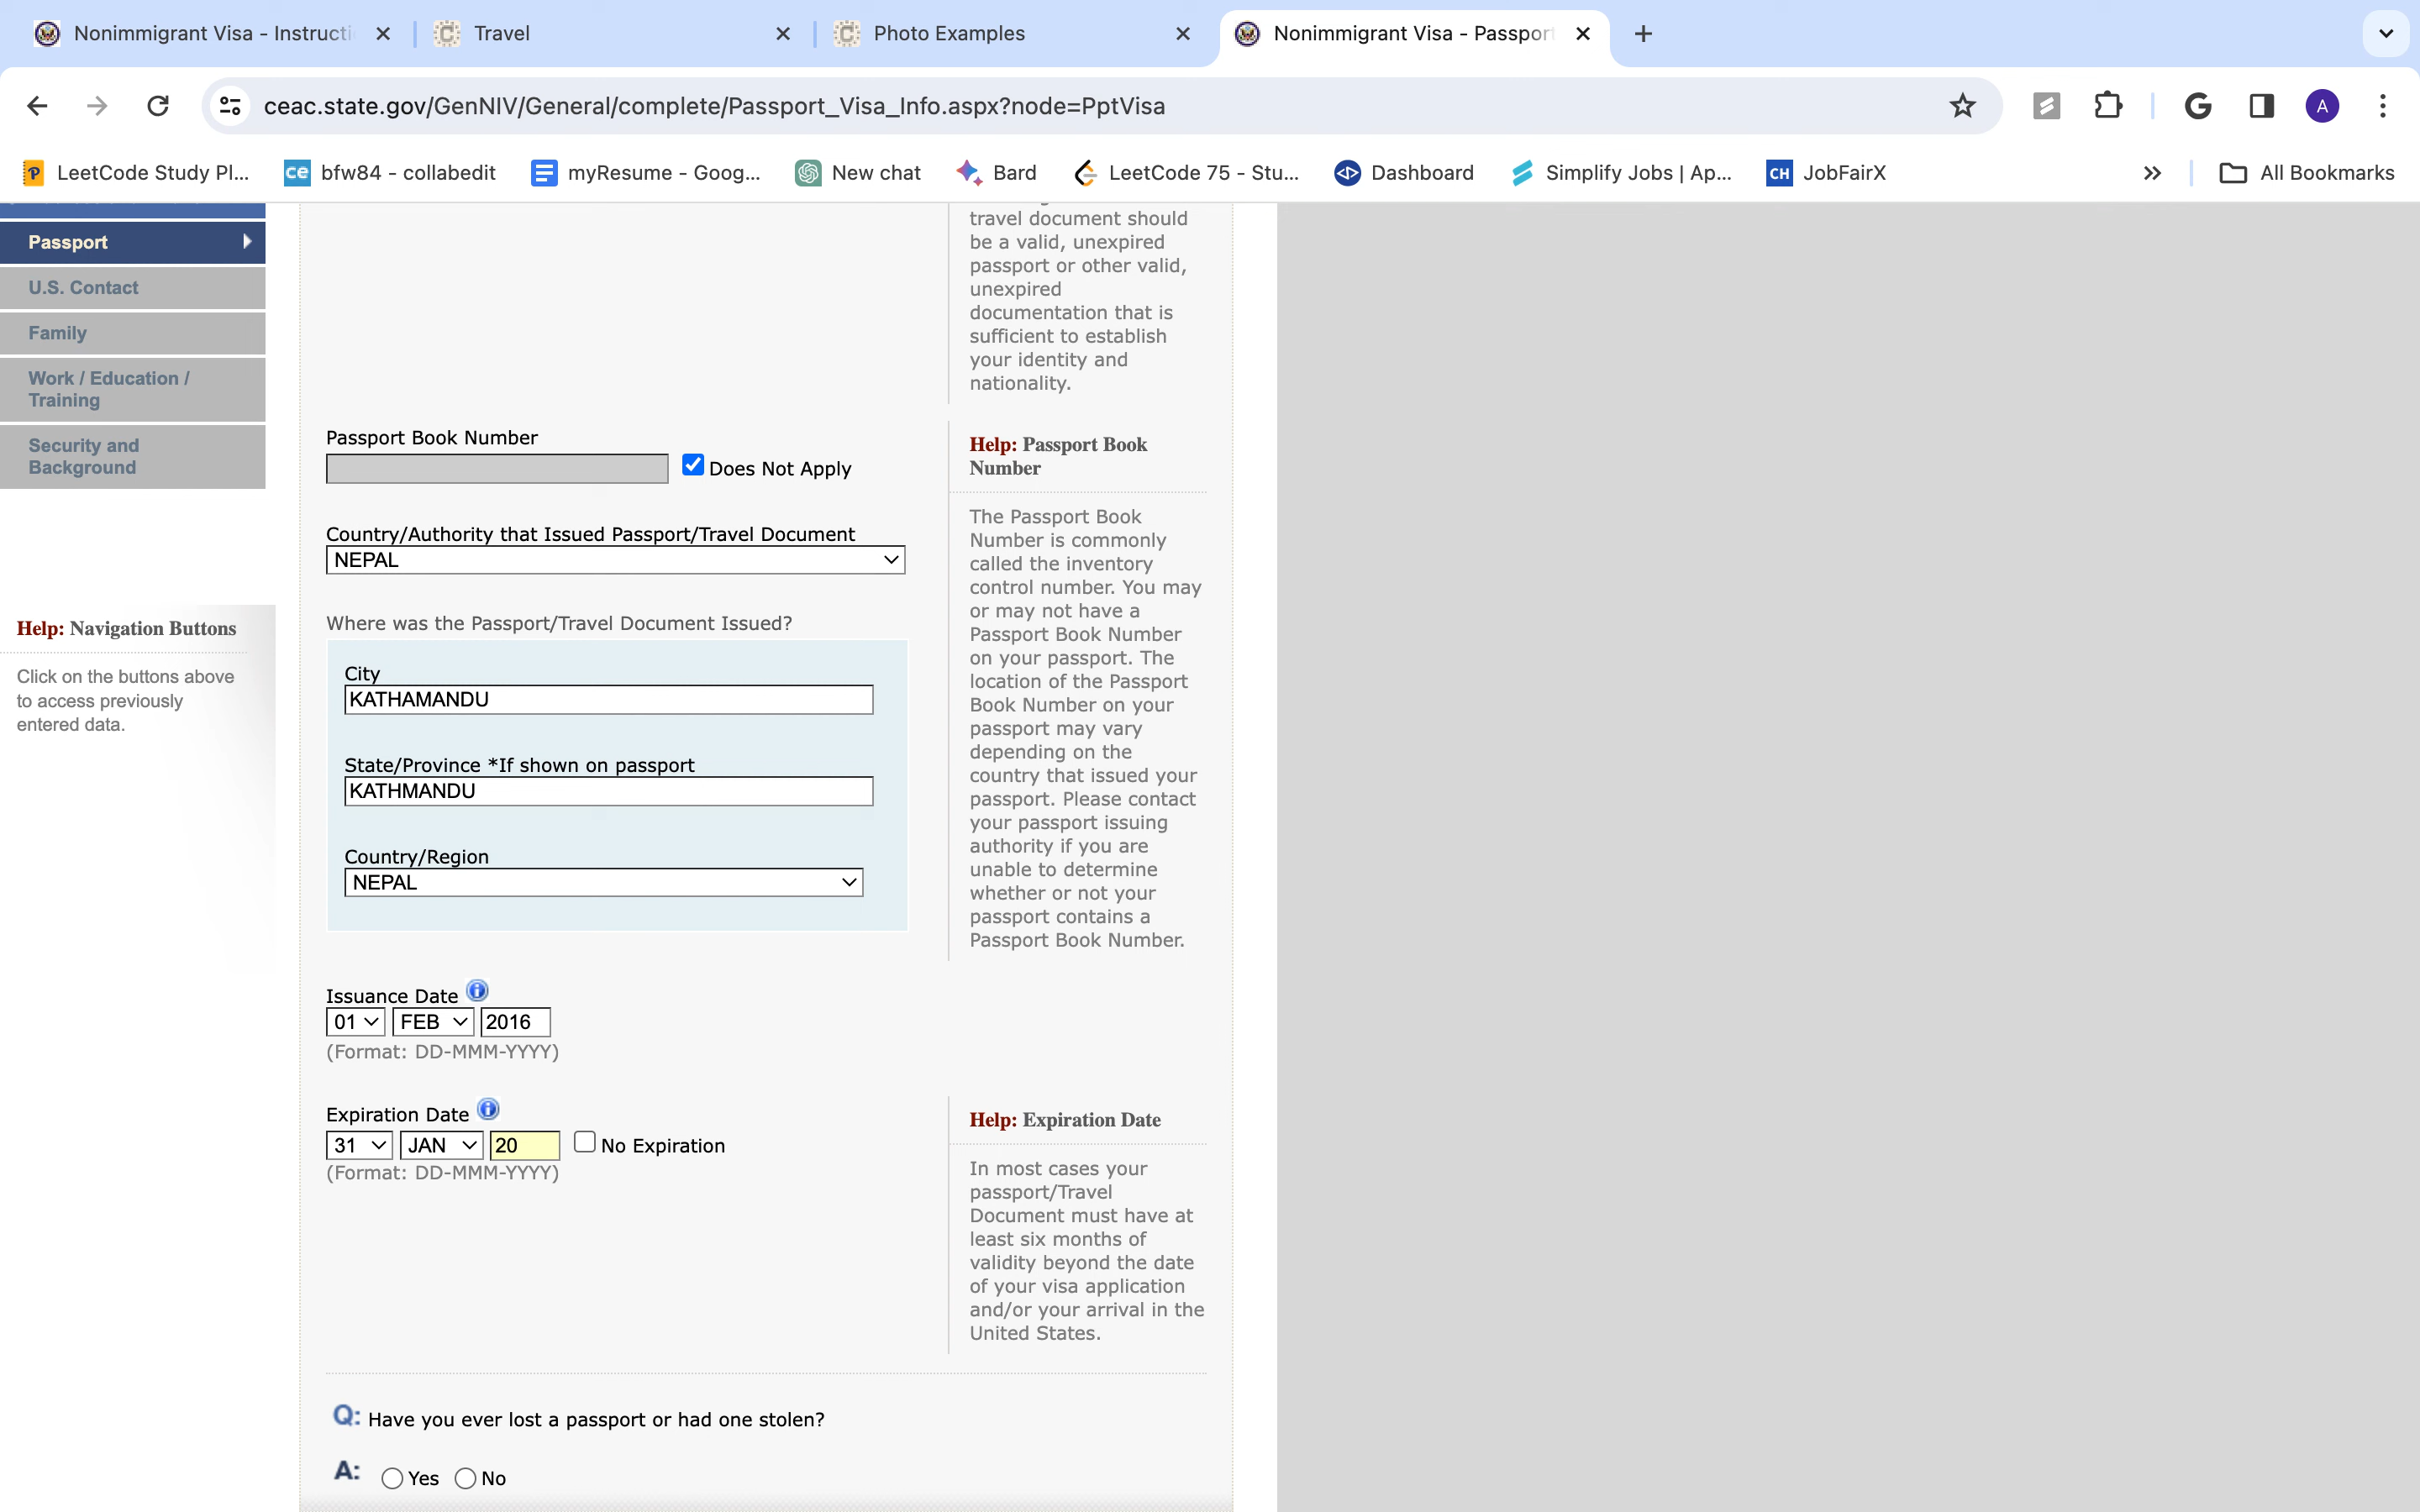 Nonimmigrant Visa - Instructi
Travel
Photo Examples
Nonimmigrant Visa - Passport
ceac.state.gov/GenNIV/General/complete/Passport_Visa_Info.aspx?node=PptVisa
A
LeetCode Study Pl...
ce bfw84 - collabedit
myResume - Goog...
New chat
Bard
LeetCode 75 - Stu...
Dashboard
Simplify Jobs | Ap...
CH JobFairX
All Bookmarks
Passport
U.S. Contact
Family
Work / Education /
Training
Security and
Background
Help: Navigation Buttons
Click on the buttons above
to access previously
entered data.
travel document should
be a valid, unexpired
passport or other valid,
unexpired
documentation that is
sufficient to establish
your identity and
nationality.
Passport Book Number
Does Not Apply
Country/Authority that Issued Passport/Travel Document
NEPAL
Where was the Passport/Travel Document Issued?
City
KATHAMANDU
State/Province *If shown on passport
KATHMANDU
Country/Region
NEPAL
Help: Passport Book
Number
The Passport Book
Number is commonly
called the inventory
control number. You may
or may not have a
Passport Book Number
on your passport. The
location of the Passport
Book Number on your
passport may vary
depending on the
country that issued your
passport. Please contact
your passport issuing
authority if you are
unable to determine
whether or not your
passport contains a
Passport Book Number.
Issuance Date
01 FEB 2016
(Format: DD-MMM-YYYY)
Expiration Date
31 JAN 20 No Expiration
(Format: DD-MMM-YYYY)
Help: Expiration Date
In most cases your
passport/Travel
Document must have at
least six months of
validity beyond the date
of your visa application
and/or your arrival in the
United States.
Q: Have you ever lost a passport or had one stolen?
A: Yes No